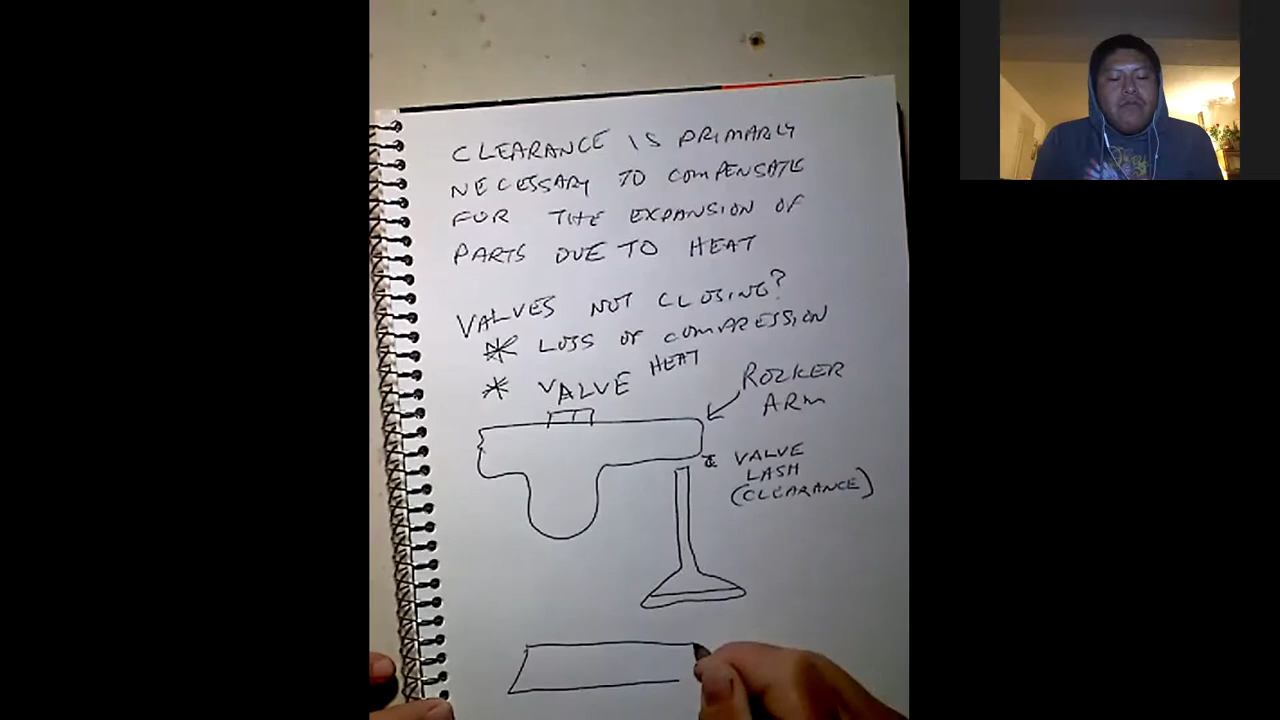 CLEARANCE IS PRIMARLY
NECESSARY TO COMPENSATE
FOR THE EXPANSION OF
PARTS DUE TO HEAT
VALVES NOT CLOSING?
* LOSS OF COMPRESSION
* VALVE HEAT
ROCKER
ARM
VALVE
LASH
(CLEARANCE)